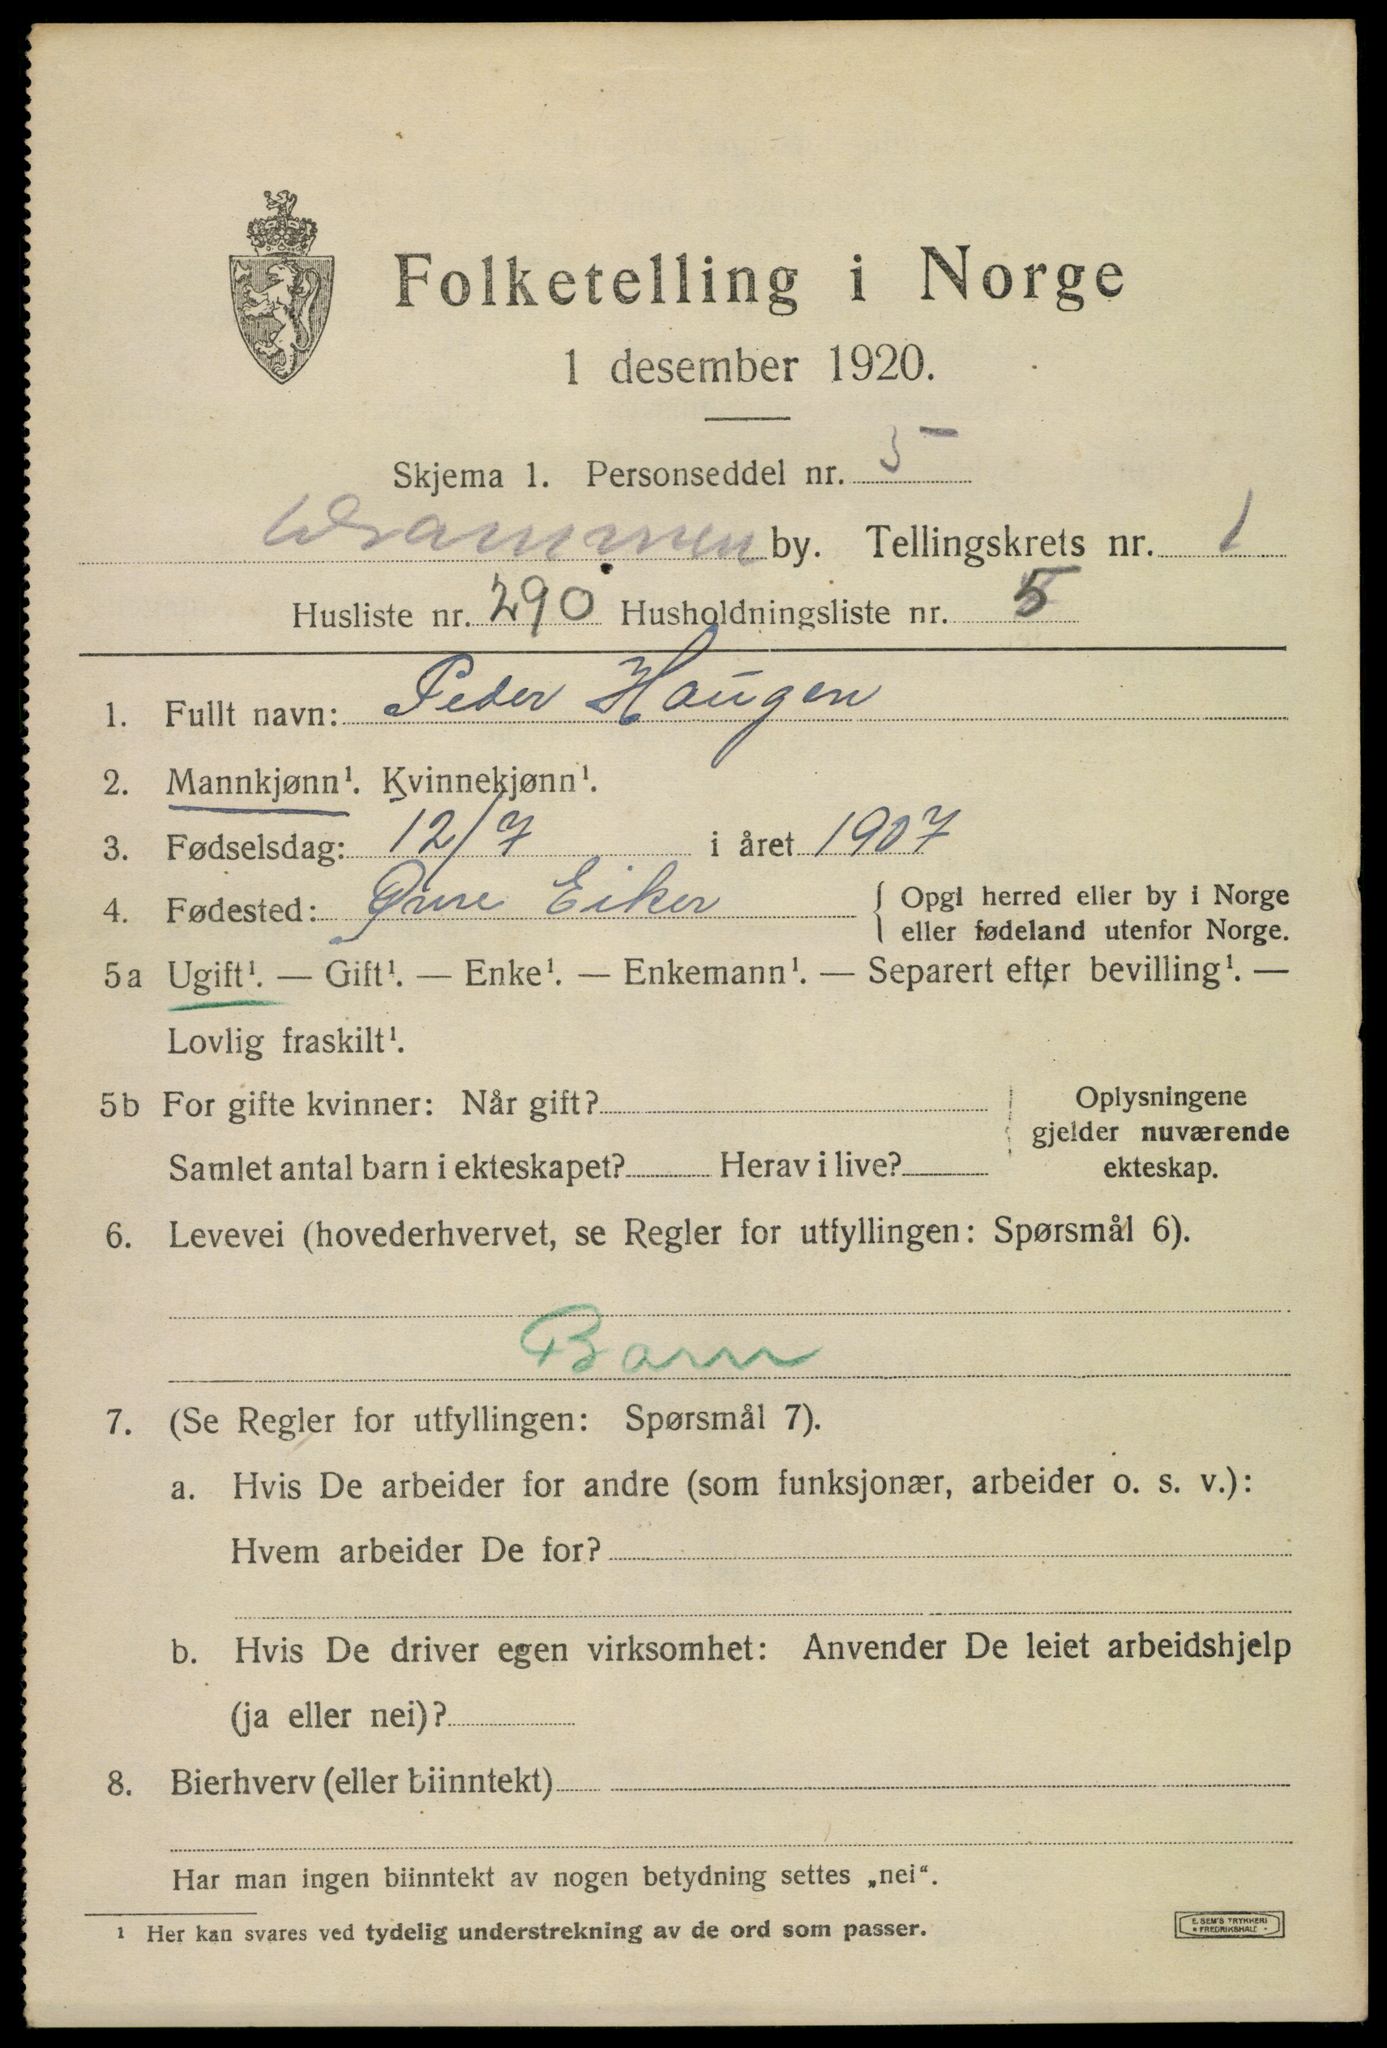 Folketelling i Norge
1 desember 1920.
Skjema 1. Personseddel nr. 5
Drammen by. Tellingskrets nr. 1
Husliste nr. 290 Husholdningsliste nr. 5
1. Fullt navn: Peder Haugen
2. Mannkjønn¹. Kvinnekjønn¹.
3. Fødselsdag: 12/7 i året 1907
4. Fødested: Øvre Eiker { Opgi herred eller by i Norge
eller fødeland utenfor Norge.
5a Ugift¹. — Gift¹. — Enke¹. — Enkemann¹. — Separert efter bevilling¹. —
Lovlig fraskilt¹.
5b For gifte kvinner: Når gift?
Oplysningene
gjelder nuværende
ekteskap.
Samlet antal barn i ekteskapet? Herav i live?
6. Levevei (hovederhvervet, se Regler for utfyllingen: Spørsmål 6).
Barn
7. (Se Regler for utfyllingen: Spørsmål 7).
a. Hvis De arbeider for andre (som funksjonær, arbeider o. s. v.):
Hvem arbeider De for?
b. Hvis De driver egen virksomhet: Anvender De leiet arbeidshjelp
(ja eller nei)?
8. Bierhverv (eller biinntekt)
Har man ingen biinntekt av nogen betydning settes „nei“.
¹ Her kan svares ved tydelig understrekning av de ord som passer.
E. SEM'S TRYKKERI
FREDRIKSHALD